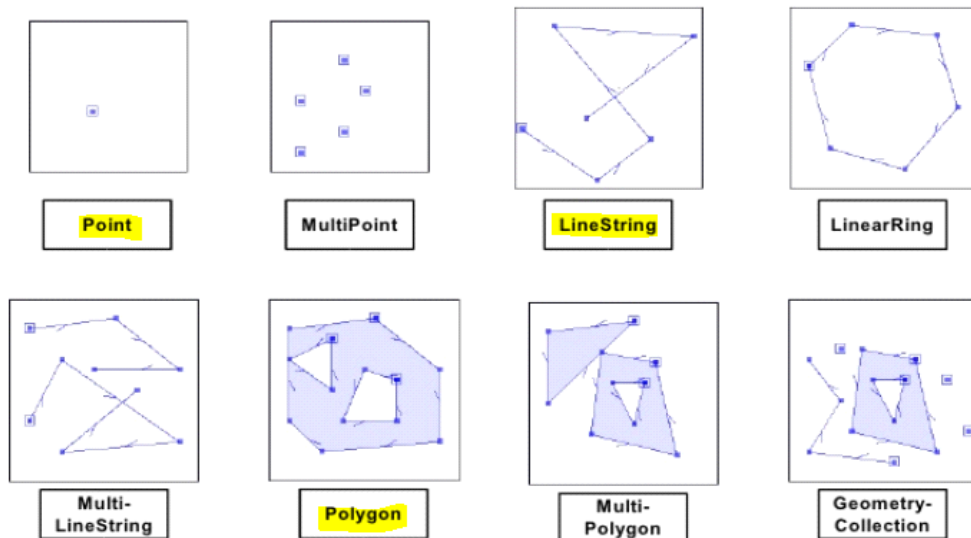 Point
MultiPoint
LineString
LinearRing
Multi-
LineString
Polygon
Multi-
Polygon
Geometry-
Collection